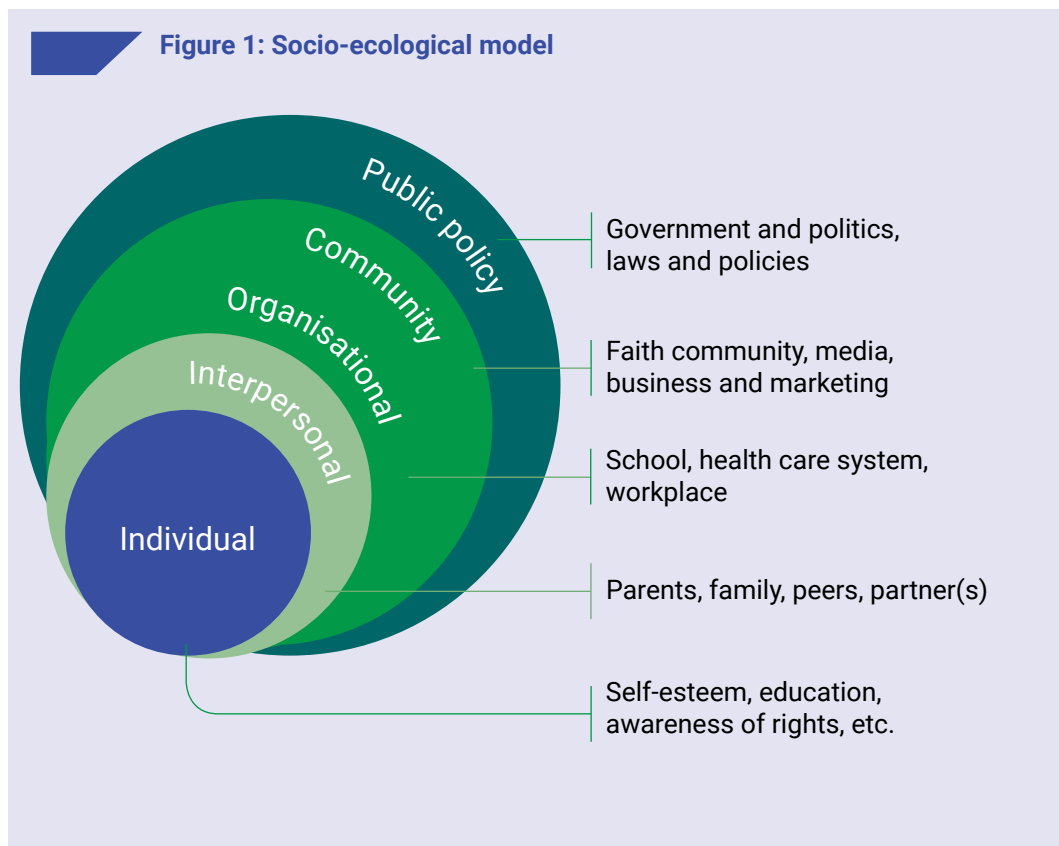 Figure 1: Socio-ecological model
Public policy
Community
Organisational
Interpersonal
Individual
Government and politics,
laws and policies
Faith community, media,
business and marketing
School, health care system,
workplace
Parents, family, peers, partner(s)
Self-esteem, education,
awareness of rights, etc.